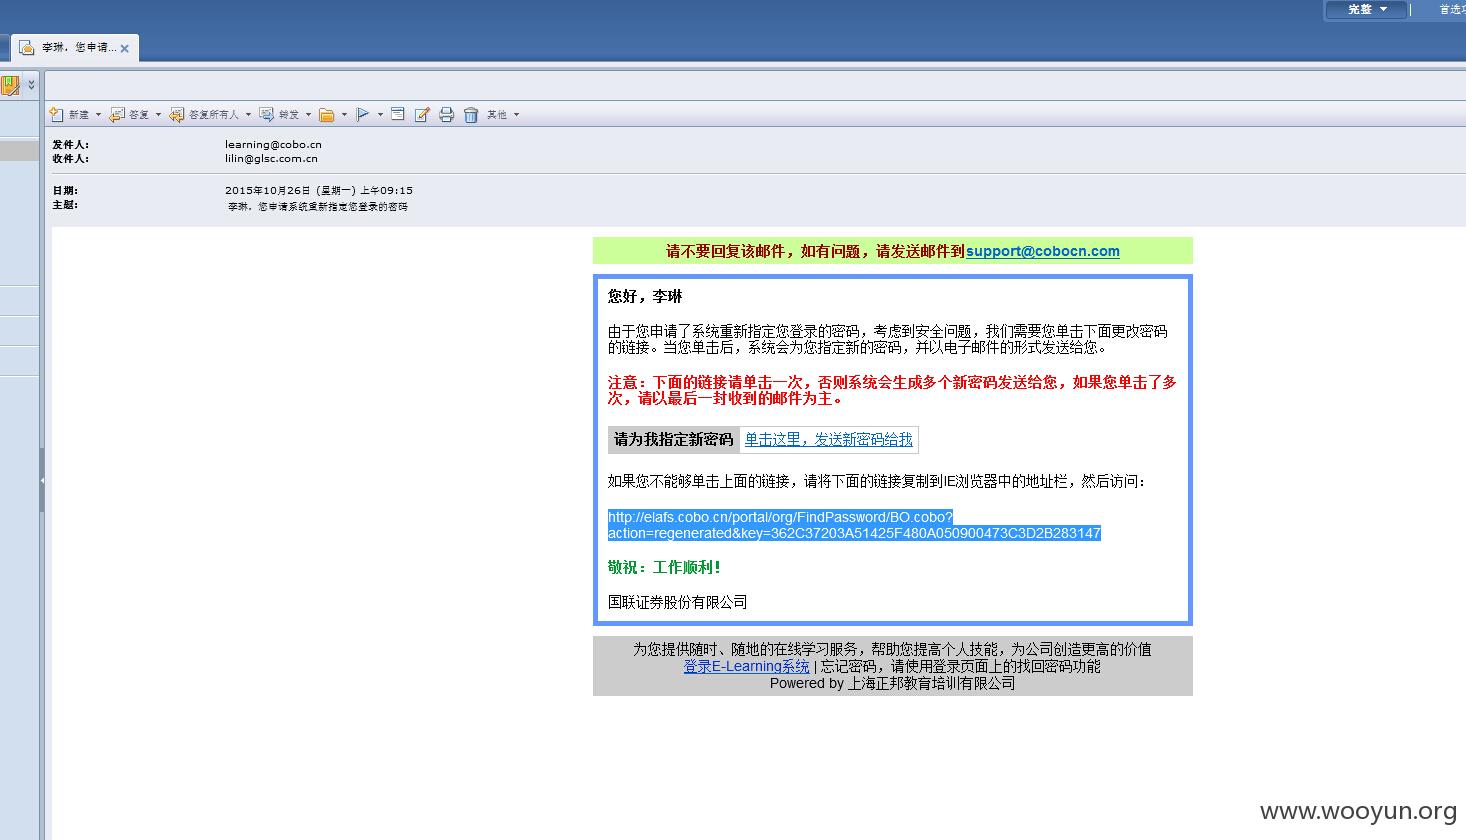 完整
首选项
李琳，您申请...
新建 答复 答复所有人 转发 其他
发件人： learning@cobo.cn
收件人： lilin@glsc.com.cn
日期： 2015年10月26日 (星期一) 上午09:15
主题： 李琳，您申请系统重新指定您登录的密码
请不要回复该邮件，如有问题，请发送邮件到support@cobocn.com
您好，李琳
由于您申请了系统重新指定您登录的密码，考虑到安全问题，我们需要您单击下面更改密码
的链接。当您单击后，系统会为您指定新的密码，并以电子邮件的形式发送给您。
注意：下面的链接请单击一次，否则系统会生成多个新密码发送给您，如果您单击了多
次，请以最后一封收到的邮件为主。
请为我指定新密码 单击这里，发送新密码给我
如果您不能够单击上面的链接，请将下面的链接复制到IE浏览器中的地址栏，然后访问：
http://elafs.cobo.cn/portal/org/FindPassword/BO.cobo?
action=regenerated&key=362C37203A51425F480A050900473C3D2B283147
敬祝：工作顺利！
国联证券股份有限公司
为您提供随时、随地的在线学习服务，帮助您提高个人技能，为公司创造更高的价值
登录E-Learning系统 | 忘记密码，请使用登录页面上的找回密码功能
Powered by 上海正邦教育培训有限公司
www.wooyun.org